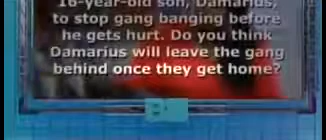 16-year-old son, Damarius,
to stop gang banging before
he gets hurt. Do you think
Damarius will leave the gang
behind once they get home?